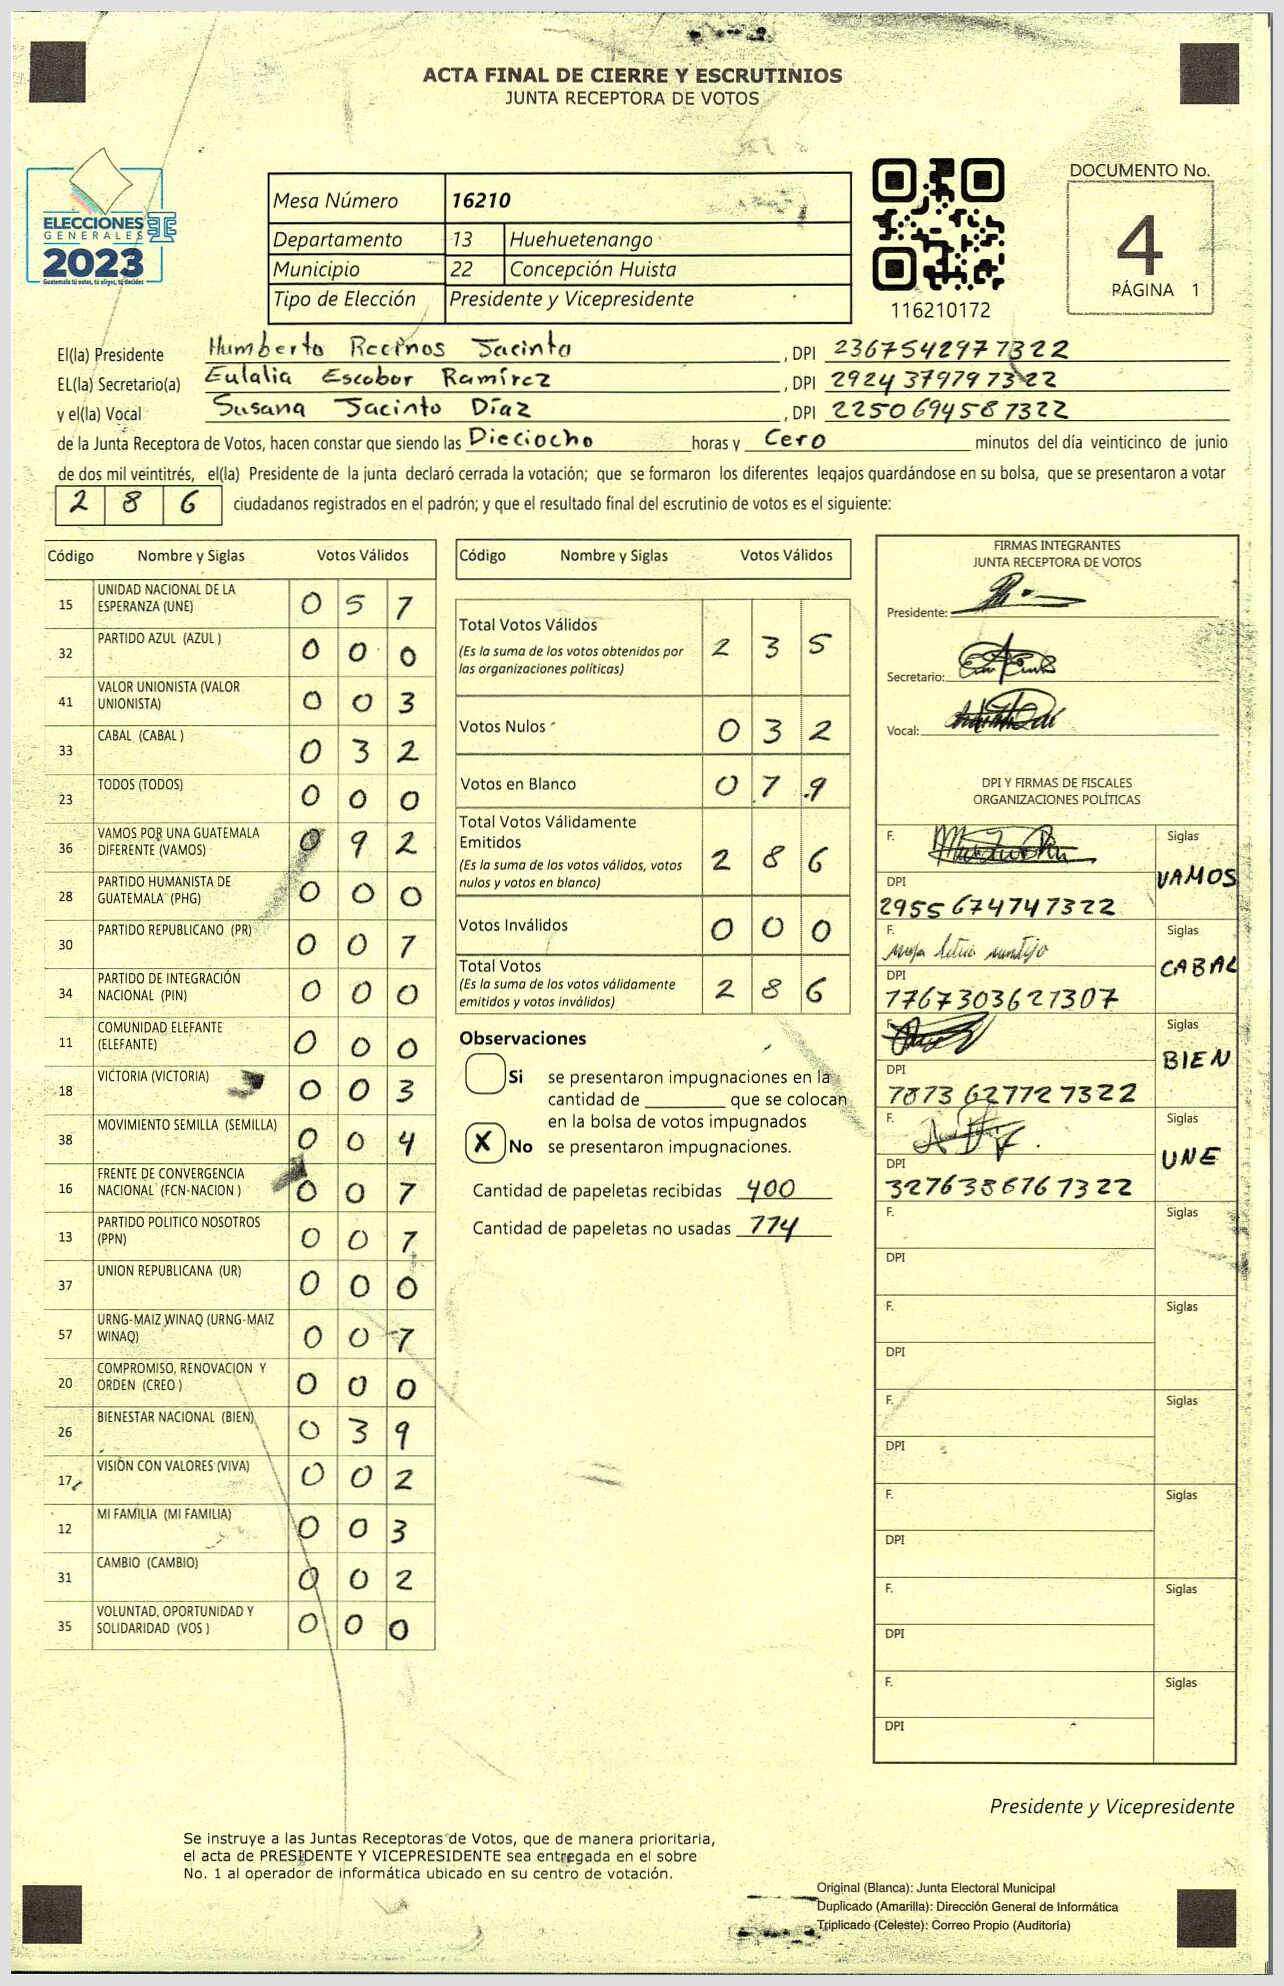 ACTA FINAL DE CIERRE Y ESCRUTINIOS
JUNTA RECEPTORA DE VOTOS
ELECCIONES
GENERALES
2023
Guatemala tú votas, tú eliges, tú decides
Mesa Número 16210
Departamento 13 Huehuetenango
Municipio 22 Concepción Huista
Tipo de Elección Presidente y Vicepresidente
116210172
DOCUMENTO No.
4
PÁGINA 1
El(la) Presidente Humberto Recinos Jacinto , DPI 2367542971322
EL(la) Secretario(a) Eulalia Escobar Ramírez , DPI 2924379191322
y el(la) Vocal Susana Jacinto Díaz , DPI 2250694581322
de la Junta Receptora de Votos, hacen constar que siendo las Dieciocho horas y Cero minutos del día veinticinco de junio
de dos mil veintitrés, el(la) Presidente de la junta declaró cerrada la votación; que se formaron los diferentes legajos guardándose en su bolsa, que se presentaron a votar
2 8 6 ciudadanos registrados en el padrón; y que el resultado final del escrutinio de votos es el siguiente:
Código Nombre y Siglas Votos Válidos
15 UNIDAD NACIONAL DE LA
ESPERANZA (UNE) 0 5 1
32 PARTIDO AZUL (AZUL ) 0 0 0
41 VALOR UNIONISTA (VALOR
UNIONISTA) 0 0 3
33 CABAL (CABAL ) 0 3 2
23 TODOS (TODOS) 0 0 0
36 VAMOS POR UNA GUATEMALA
DIFERENTE (VAMOS) 0 9 2
28 PARTIDO HUMANISTA DE
GUATEMALA (PHG) 0 0 0
30 PARTIDO REPUBLICANO (PR) 0 0 1
34 PARTIDO DE INTEGRACIÓN
NACIONAL (PIN) 0 0 0
11 COMUNIDAD ELEFANTE
(ELEFANTE) 0 0 0
18 VICTORIA (VICTORIA) 0 0 3
38 MOVIMIENTO SEMILLA (SEMILLA) 0 0 4
16 FRENTE DE CONVERGENCIA
NACIONAL (FCN-NACION ) 0 0 1
13 PARTIDO POLITICO NOSOTROS
(PPN) 0 0 1
37 UNION REPUBLICANA (UR) 0 0 0
57 URNG-MAIZ WINAQ (URNG-MAIZ
WINAQ) 0 0 1
20 COMPROMISO, RENOVACION Y
ORDEN (CREO ) 0 0 0
26 BIENESTAR NACIONAL (BIEN) 0 3 9
17 VISIÓN CON VALORES (VIVA) 0 0 2
12 MI FAMILIA (MI FAMILIA) 0 0 3
31 CAMBIO (CAMBIO) 0 0 2
35 VOLUNTAD, OPORTUNIDAD Y
SOLIDARIDAD (VOS ) 0 0 0
Código Nombre y Siglas Votos Válidos
Total Votos Válidos 2 3 5
(Es la suma de los votos obtenidos por
las organizaciones políticas)
Votos Nulos 0 3 2
Votos en Blanco 0 1 9
Total Votos Válidamente
Emitidos 2 8 6
(Es la suma de los votos válidos, votos
nulos y votos en blanco)
Votos Inválidos 0 0 0
Total Votos 2 8 6
(Es la suma de los votos válidamente
emitidos y votos inválidos)
Observaciones
Si se presentaron impugnaciones en la
cantidad de ________ que se colocan
en la bolsa de votos impugnados
X No se presentaron impugnaciones.
Cantidad de papeletas recibidas 400
Cantidad de papeletas no usadas 114
FIRMAS INTEGRANTES
JUNTA RECEPTORA DE VOTOS
Presidente:
Secretario:
Vocal:
DPI Y FIRMAS DE FISCALES
ORGANIZACIONES POLÍTICAS
F. Siglas
VAMOS
DPI
2955674141322
F. Siglas
CABAL
DPI
1767303621307
F. Siglas
BIEN
DPI
F. Siglas
UNE
DPI
F. Siglas
DPI
F. Siglas
DPI
F. Siglas
DPI
F. Siglas
DPI
F. Siglas
DPI
F. Siglas
DPI
Presidente y Vicepresidente
Se instruye a las Juntas Receptoras de Votos, que de manera prioritaria,
el acta de PRESIDENTE Y VICEPRESIDENTE sea entregada en el sobre
No. 1 al operador de informática ubicado en su centro de votación.
Original (Blanca): Junta Electoral Municipal
Duplicado (Amarilla): Dirección General de Informática
Triplicado (Celeste): Correo Propio (Auditoría)